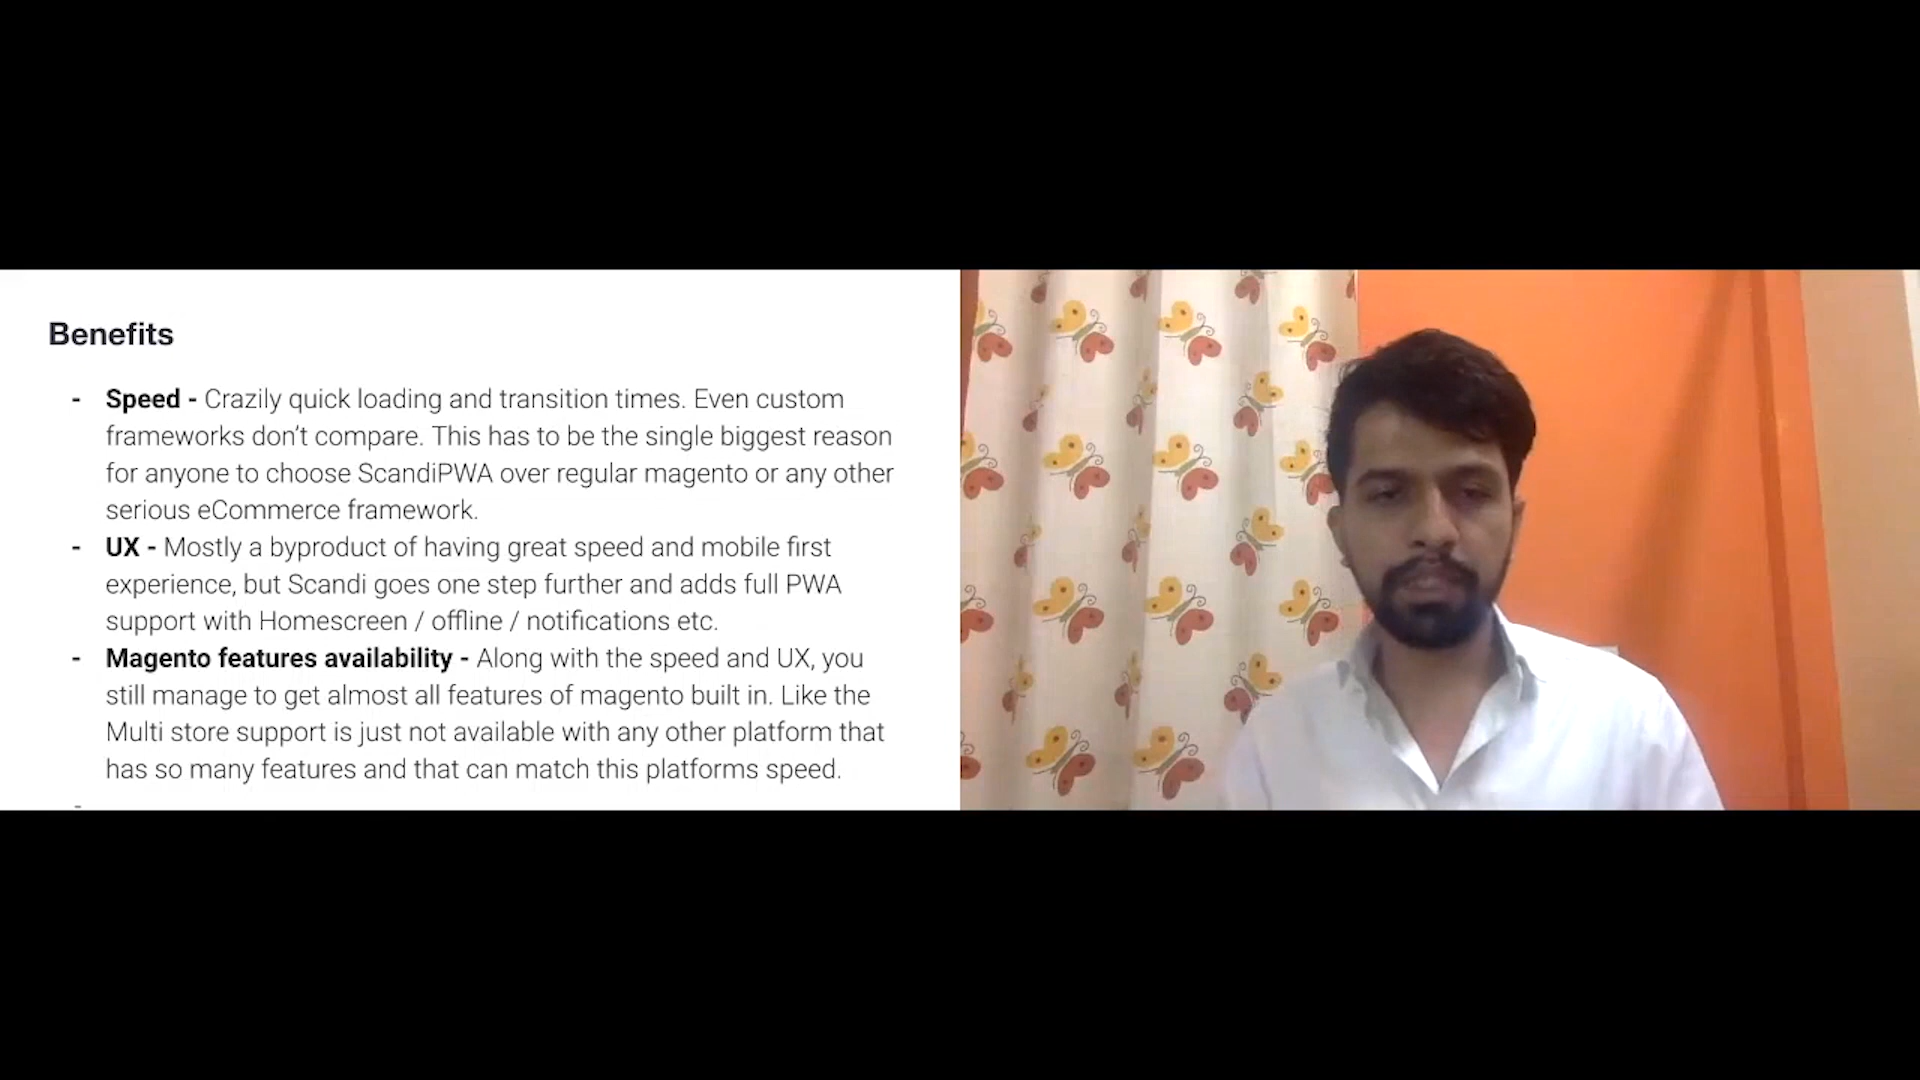 Benefits
- Speed - Crazily quick loading and transition times. Even custom
frameworks don’t compare. This has to be the single biggest reason
for anyone to choose ScandiPWA over regular magento or any other
serious eCommerce framework.
- UX - Mostly a byproduct of having great speed and mobile first
experience, but Scandi goes one step further and adds full PWA
support with Homescreen / offline / notifications etc.
- Magento features availability - Along with the speed and UX, you
still manage to get almost all features of magento built in. Like the
Multi store support is just not available with any other platform that
has so many features and that can match this platforms speed.
-